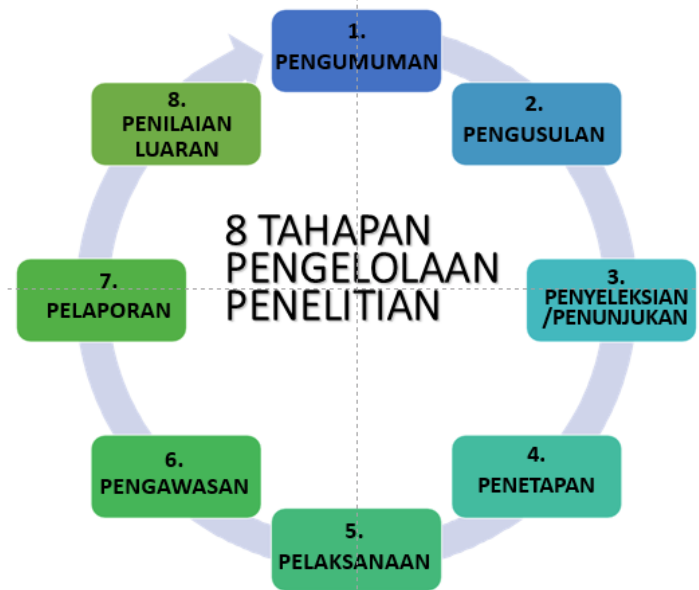 1.
PENGUMUMAN
2.
PENGUSULAN
3.
PENYELEKSIAN
/PENUNJUKAN
4.
PENETAPAN
5.
PELAKSANAAN
6.
PENGAWASAN
7.
PELAPORAN
8.
PENILAIAN
LUARAN
8 TAHAPAN
PENGELOLAAN
PENELITIAN